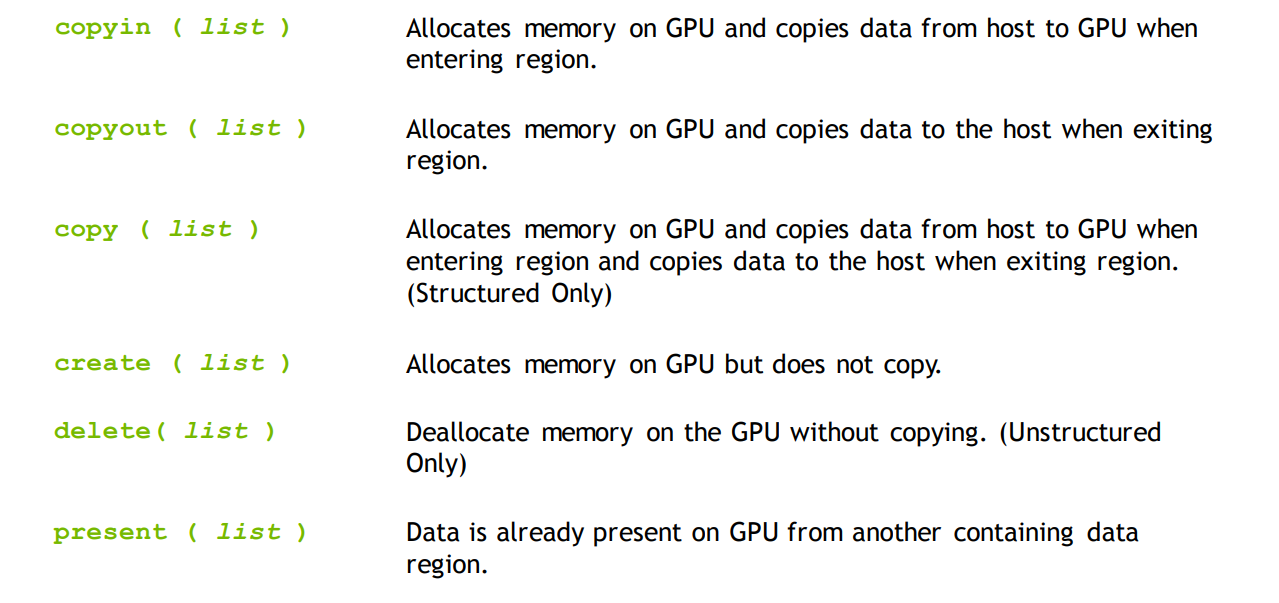 copyin ( list ) Allocates memory on GPU and copies data from host to GPU when
entering region.
copyout ( list ) Allocates memory on GPU and copies data to the host when exiting
region.
copy ( list ) Allocates memory on GPU and copies data from host to GPU when
entering region and copies data to the host when exiting region.
(Structured Only)
create ( list ) Allocates memory on GPU but does not copy.
delete( list ) Deallocate memory on the GPU without copying. (Unstructured
Only)
present ( list ) Data is already present on GPU from another containing data
region.